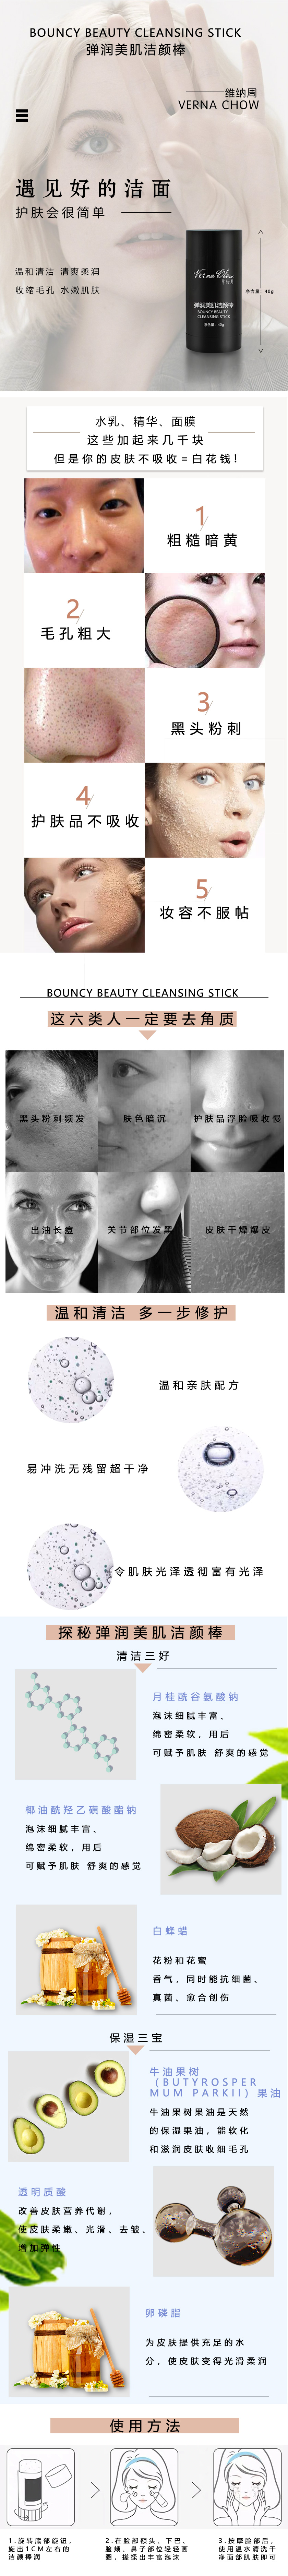 BOUNCY BEAUTY CLEANSING STICK
弹润美肌洁颜棒
维纳周
VERNA CHOW
遇见好的洁面
护肤会很简单
温和清洁 清爽柔润
收缩毛孔 水嫩肌肤
Verna Chow
弹润美肌洁颜棒
BOUNCY BEAUTY
CLEANSING STICK
净含量：40g
净含量：40g
水乳、精华、面膜
这些加起来几千块
但是你的皮肤不吸收=白花钱！
1
粗糙暗黄
2
毛孔粗大
3
黑头粉刺
4
护肤品不吸收
5
妆容不服帖
BOUNCY BEAUTY CLEANSING STICK
这六类人一定要去角质
黑头粉刺频发
肤色暗沉
护肤品浮脸吸收慢
出油长痘
关节部位发黑
皮肤干燥爆皮
温和清洁 多一步修护
温和亲肤配方
易冲洗无残留超干净
令肌肤光泽透彻富有光泽
探秘弹润美肌洁颜棒
清洁三好
月桂酰谷氨酸钠
泡沫细腻丰富、
绵密柔软，用后
可赋予肌肤 舒爽的感觉
椰油酰羟乙磺酸酯钠
泡沫细腻丰富、
绵密柔软，用后
可赋予肌肤 舒爽的感觉
白蜂蜡
花粉和花蜜
香气，同时能抗细菌、
真菌、愈合创伤
保湿三宝
牛油果树
（BUTYROSPER
MUM PARKII）果油
牛油果树果油是天然
的保湿果油，能软化
和滋润皮肤收细毛孔
透明质酸
改善皮肤营养代谢，
使皮肤柔嫩、光滑、去皱、
增加弹性
卵磷脂
为皮肤提供充足的水
分，使皮肤变得光滑柔润
使用方法
1.旋转底部旋钮，
旋出1CM左右的
洁颜棒润
2.在脸部额头、下巴、
脸颊、鼻子部位轻轻画
圈，搓揉出丰富泡沫
3.按摩脸部后，
使用温水清洗干
净面部肌肤即可